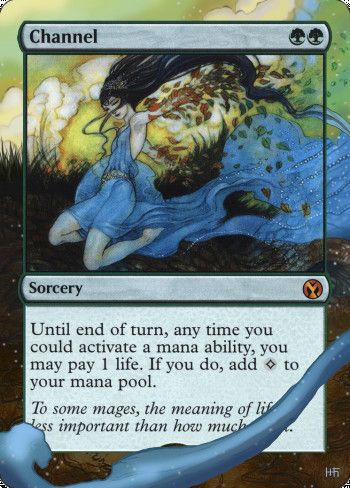 Channel
Sorcery
Until end of turn, any time you
could activate a mana ability, you
may pay 1 life. If you do, add to
your mana pool.
To some mages, the meaning of
less important than how much
HF